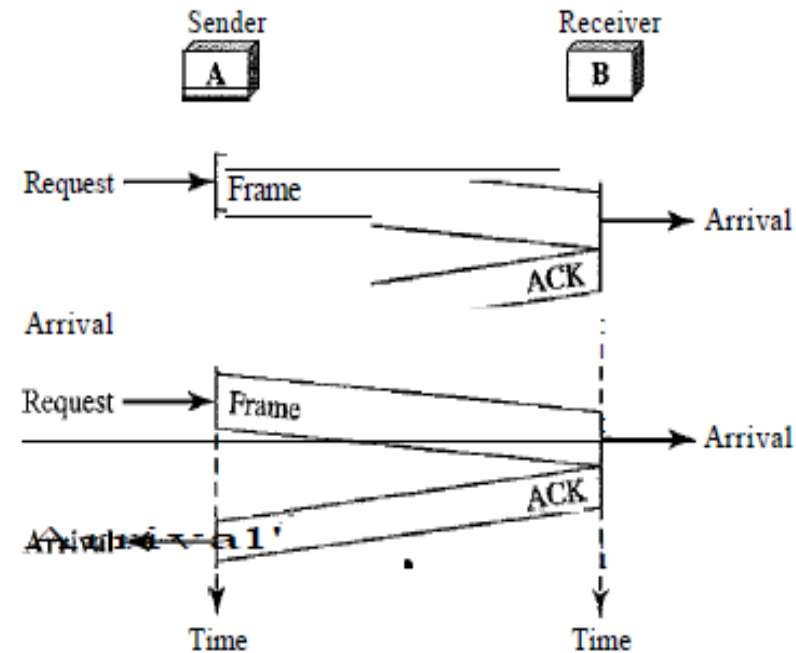 Sender Receiver
A B
Request Frame
Arrival
ACK
Arrival
Request Frame
Arrival
ACK
Time Time